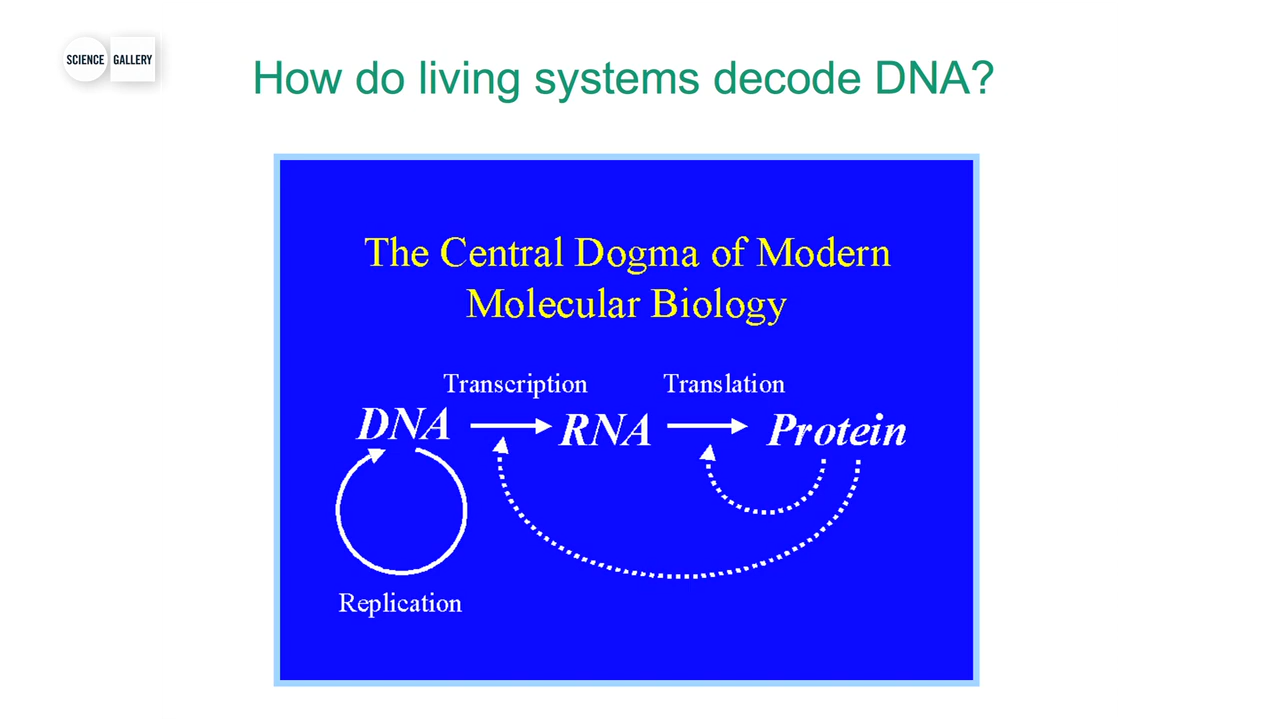 SCIENCE GALLERY
How do living systems decode DNA?
The Central Dogma of Modern
Molecular Biology
Transcription Translation
DNA RNA Protein
Replication